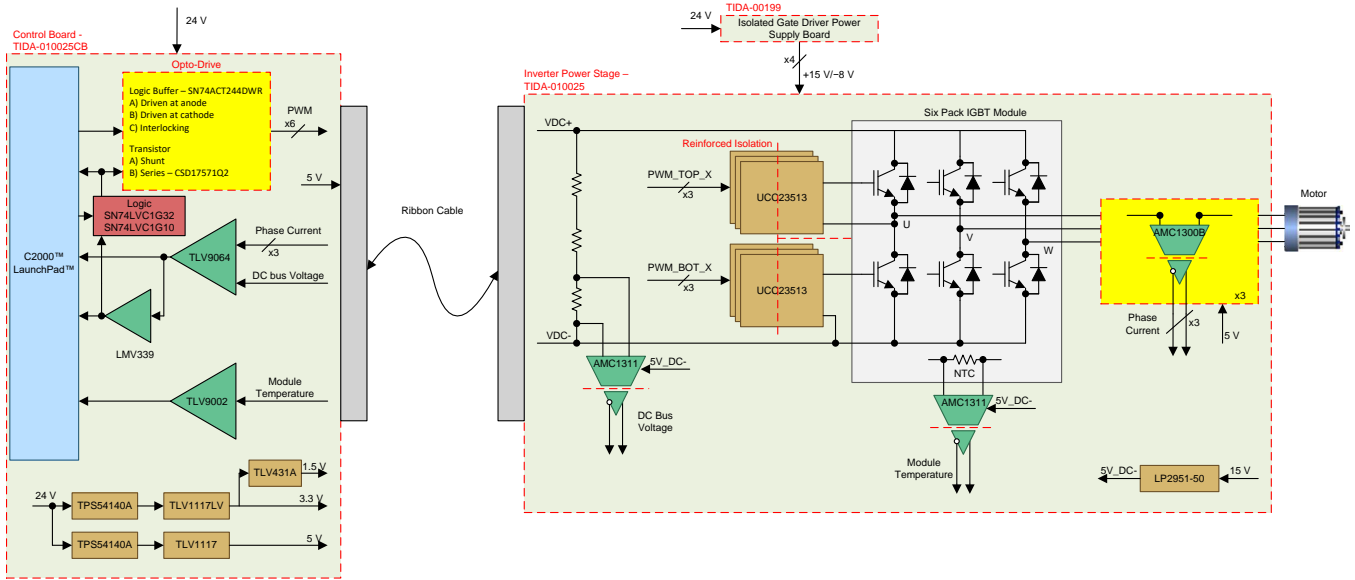 24 V
Control Board -
TIDA-010025CB
Opto-Drive
Logic Buffer – SN74ACT244DWR
A) Driven at anode
B) Driven at cathode
C) Interlocking
Transistor
A) Shunt
B) Series – CSD17571Q2
PWM
x6
5 V
Logic
SN74LVC1G32
SN74LVC1G10
C2000™
LaunchPad™
TLV9064
Phase Current
x3
DC bus Voltage
LMV339
TLV9002
Module
Temperature
TLV431A
1.5 V
24 V
TPS54140A
TLV1117LV
3.3 V
TPS54140A
TLV1117
5 V
Ribbon Cable
TIDA-00199
24 V
Isolated Gate Driver Power
Supply Board
x4
+15 V/−8 V
Inverter Power Stage –
TIDA-010025
VDC+
Six Pack IGBT Module
Reinforced Isolation
PWM_TOP_X
x3
UCC23513
PWM_BOT_X
x3
UCC23513
U
V
W
VDC-
AMC1311
5V_DC-
DC Bus
Voltage
NTC
AMC1311
5V_DC-
Module
Temperature
AMC1300B
x3
Phase
Current
x3
5 V
Motor
5V_DC-
LP2951-50
15 V